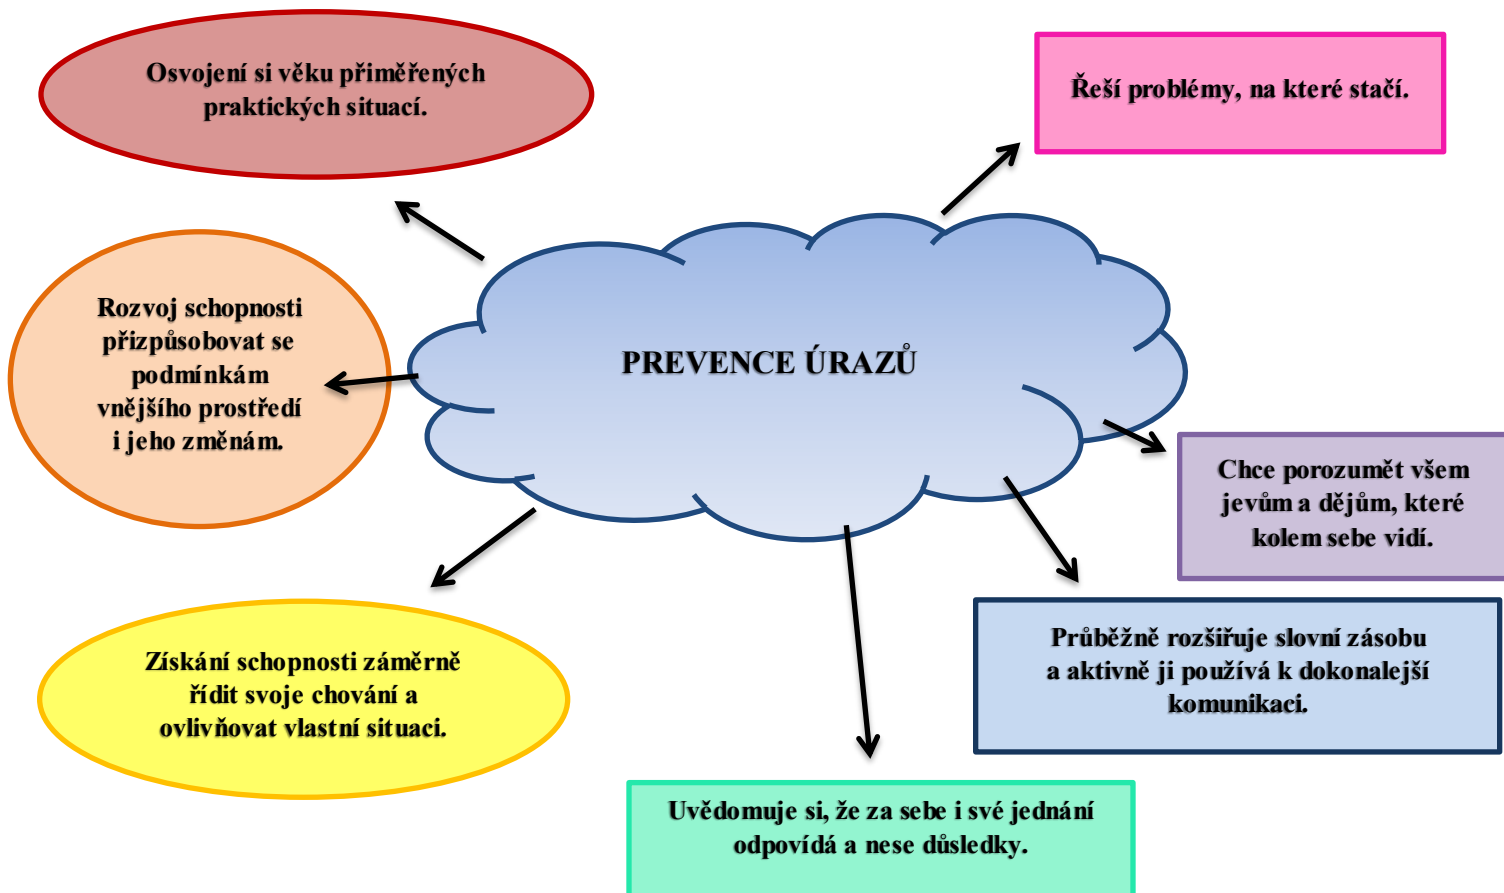 Osvojení si věku přiměřených
praktických situací.
Řeší problémy, na které stačí.
Rozvoj schopnosti
přizpůsobovat se
podmínkám
vnějšího prostředí
i jeho změnám.
PREVENCE ÚRAZŮ
Chce porozumět všem
jevům a dějům, které
kolem sebe vidí.
Získání schopnosti záměrně
řídit svoje chování a
ovlivňovat vlastní situaci.
Průběžně rozšiřuje slovní zásobu
a aktivně ji používá k dokonalejší
komunikaci.
Uvědomuje si, že za sebe i své jednání
odpovídá a nese důsledky.